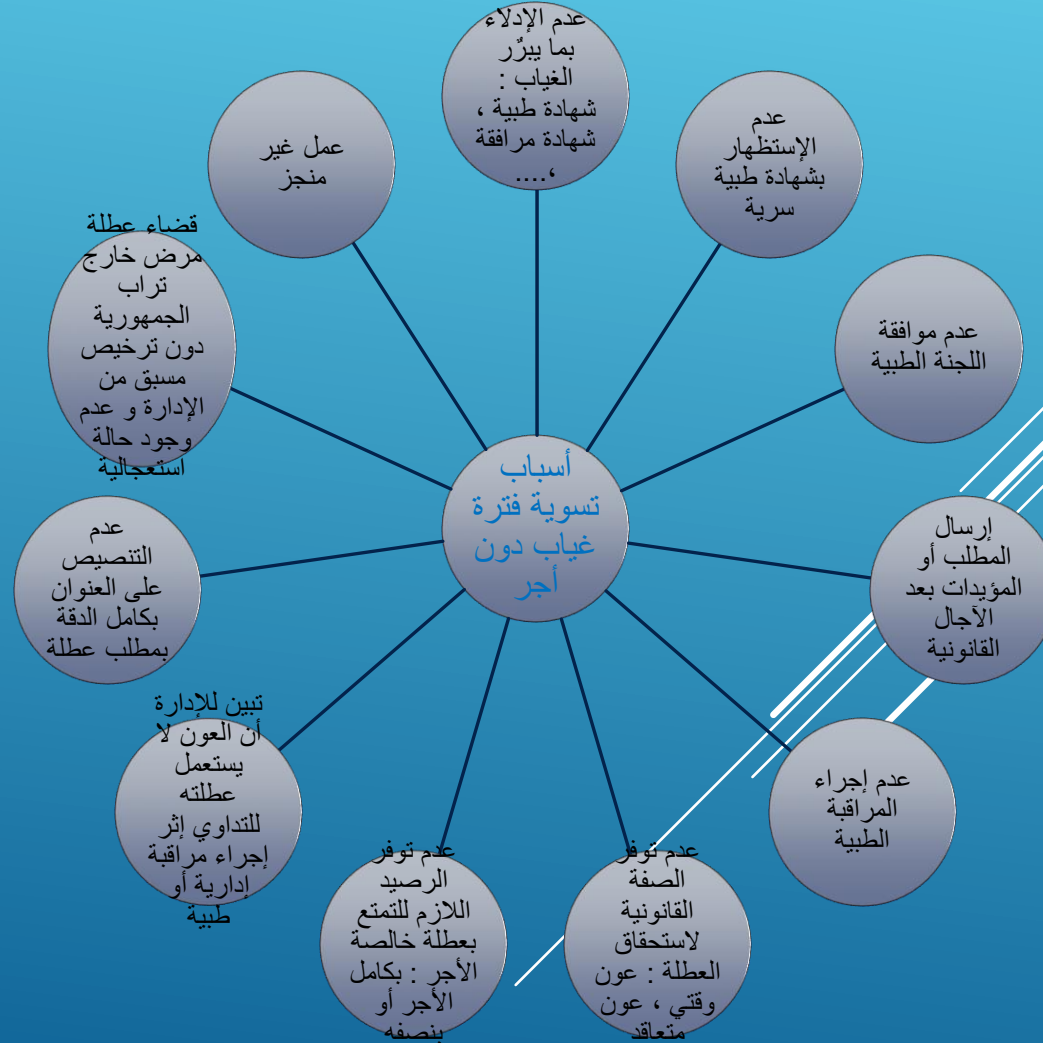 أسباب
تسوية فترة
غياب دون
أجر
عدم الإدلاء
بما يبرٌر
الغياب :
شهادة طبية ،
شهادة مرافقة
،....
عدم
الإستظهار
بشهادة طبية
سرية
عدم موافقة
اللجنة الطبية
إرسال
المطلب أو
المؤيدات بعد
الآجال
القانونية
عدم إجراء
المراقبة
الطبية
عدم توفر
الصفة
القانونية
لاستحقاق
العطلة : عون
وقتي ، عون
متعاقد
عدم توفر
الرصيد
اللازم للتمتع
بعطلة خالصة
الأجر : بكامل
الأجر أو
بنصفه
تبين للإدارة
أن العون لا
يستعمل
عطلته
للتداوي إثر
إجراء مراقبة
إدارية أو
طبية
عدم
التنصيص
على العنوان
بكامل الدقة
بمطلب عطلة
قضاء عطلة
مرض خارج
تراب
الجمهورية
دون ترخيص
مسبق من
الإدارة و عدم
وجود حالة
استعجالية
عمل غير
منجز